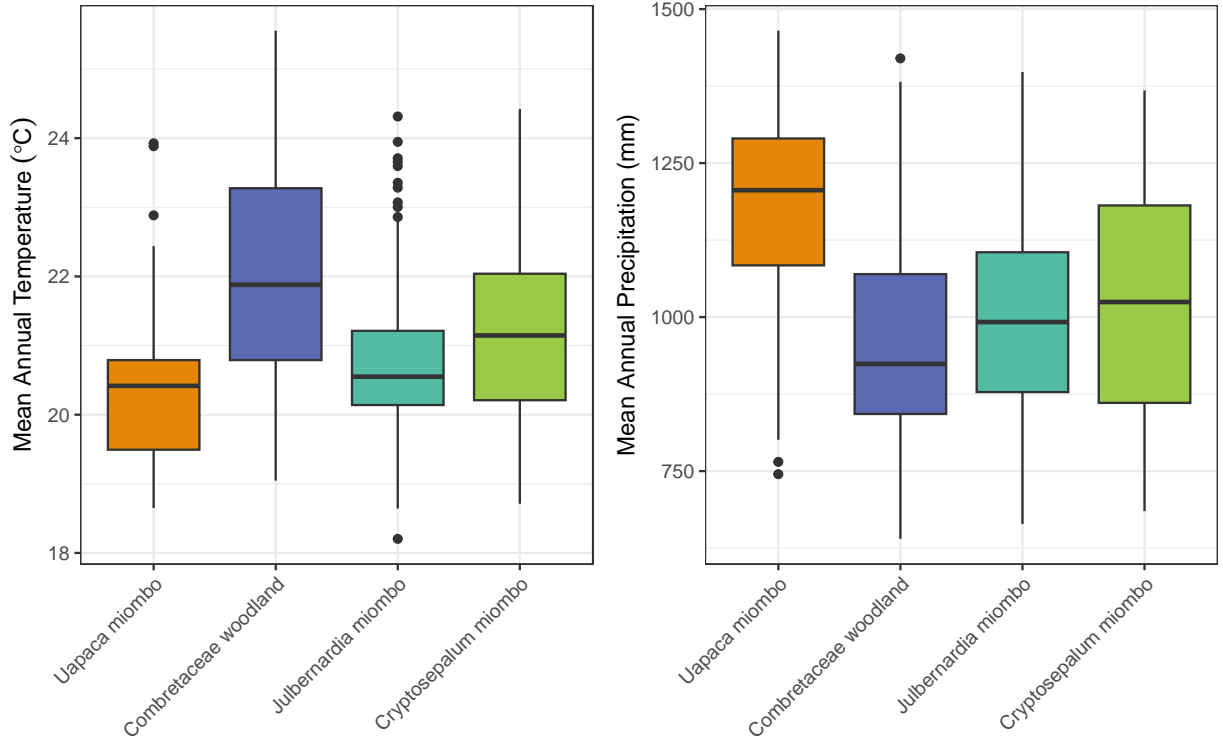 Mean Annual Temperature (°C)
24
22
20
18
Uapaca miombo
Combretaceae woodland
Julbernardia miombo
Cryptosepalum miombo
Mean Annual Precipitation (mm)
1500
1250
1000
750
Uapaca miombo
Combretaceae woodland
Julbernardia miombo
Cryptosepalum miombo